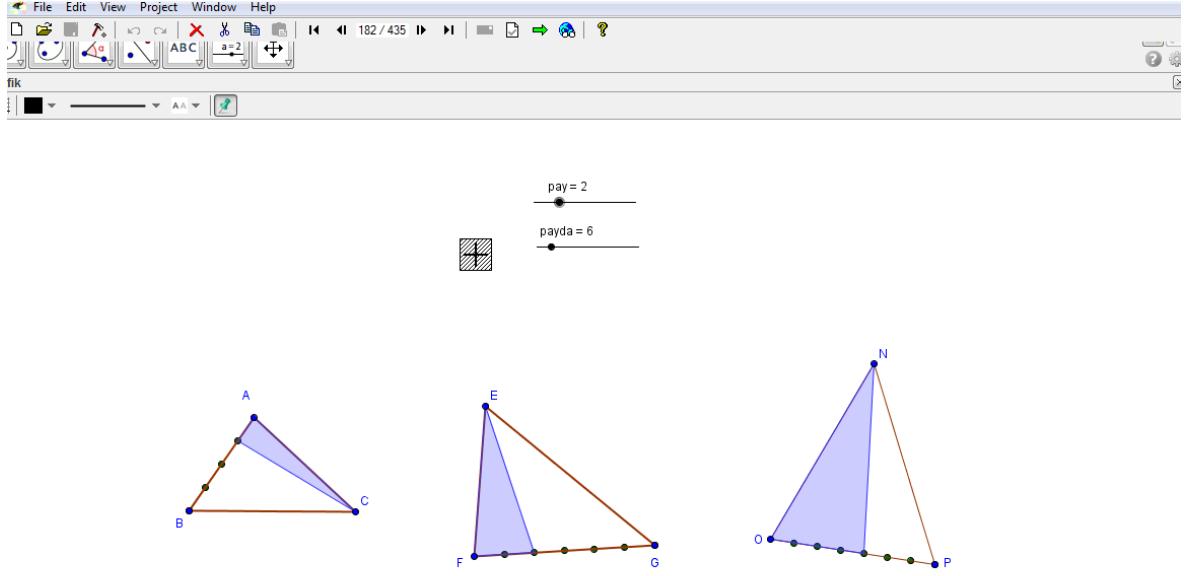 File Edit View Project Window Help
182 / 435
ABC
a = 2
α
fik
A A
pay = 2
payda = 6
N
A
E
C
B
O
F
G
P